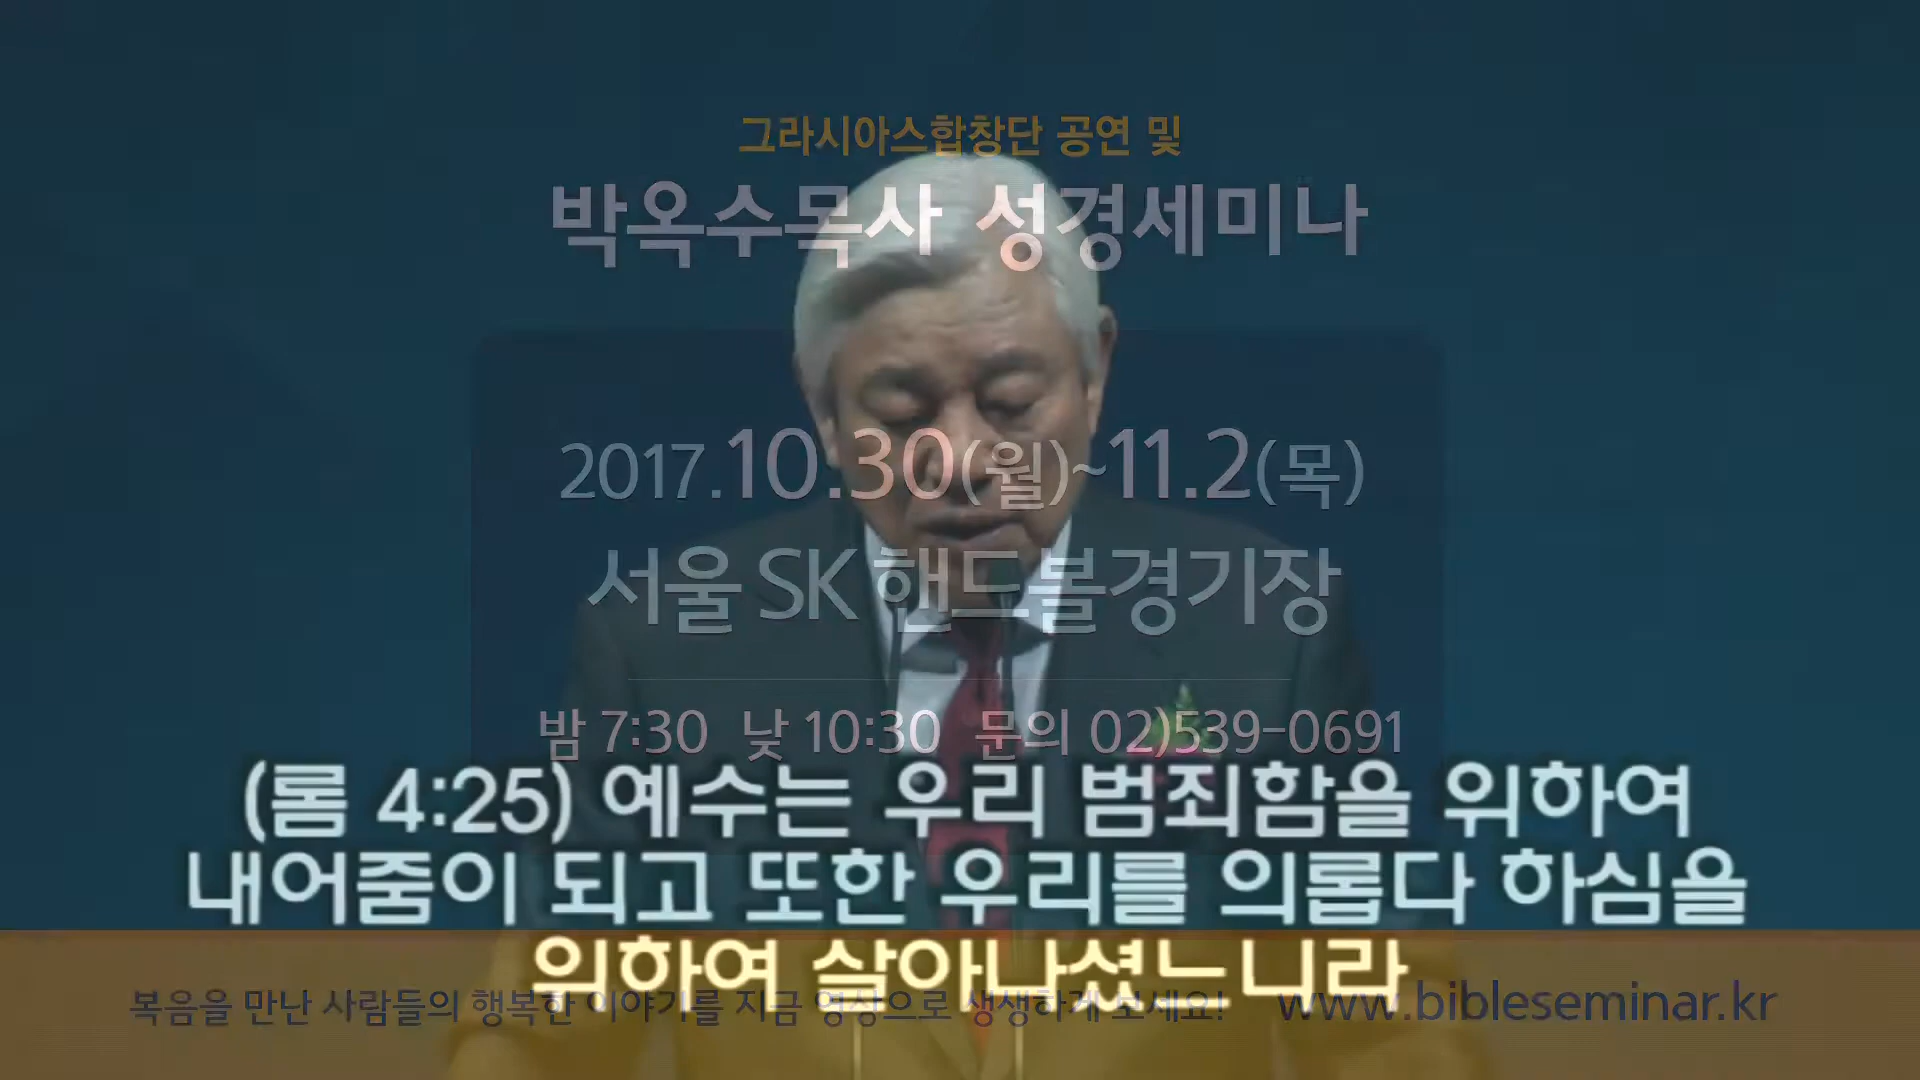 그라시아스합창단 공연 및
박옥수목사 성경세미나
2017.10.30(월)~11.2(목)
서울 SK 핸드볼경기장
밤 7:30 낮 10:30 문의 02)539-0691
(롬 4:25) 예수는 우리 범죄함을 위하여
내어줌이 되고 또한 우리를 의롭다 하심을
위하여 살아나셨느니라
복음을 만난 사람들의 행복한 이야기를 지금 영상으로 생생하게 보세요! www.bibleseminar.kr